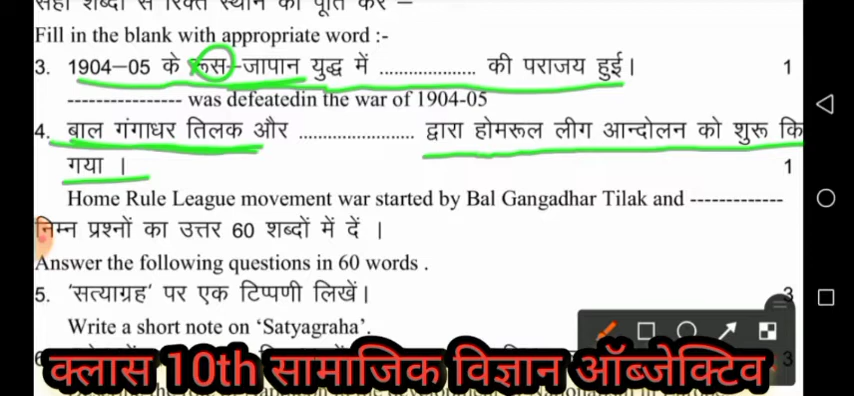 सही शब्दों से रिक्त स्थान की पूर्ति करें –
Fill in the blank with appropriate word :-
3. 1904–05 के रूस–जापान युद्ध में .................... की पराजय हुई। 1
---------------- was defeatedin the war of 1904-05
4. बाल गंगाधर तिलक और ........................ द्वारा होमरूल लीग आन्दोलन को शुरू कि
गया । 1
Home Rule League movement war started by Bal Gangadhar Tilak and -------------
निम्न प्रश्नों का उत्तर 60 शब्दों में दें ।
Answer the following questions in 60 words .
5. 'सत्याग्रह' पर एक टिप्पणी लिखें। 3
Write a short note on 'Satyagraha'.
3
क्लास 10th सामाजिक विज्ञान ऑब्जेक्टिव